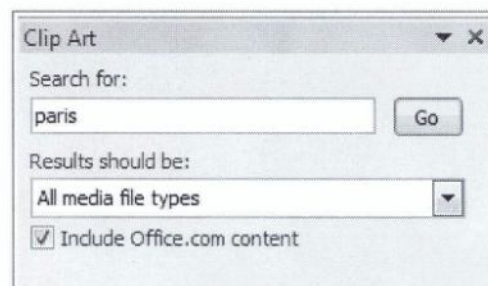 Clip Art
Search for:
paris
Go
Results should be:
All media file types
Include Office.com content